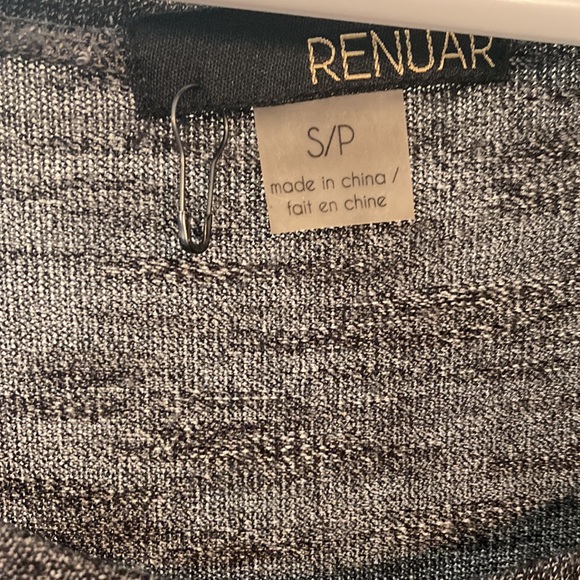 RENUAR
S/P
made in china /
fait en chine